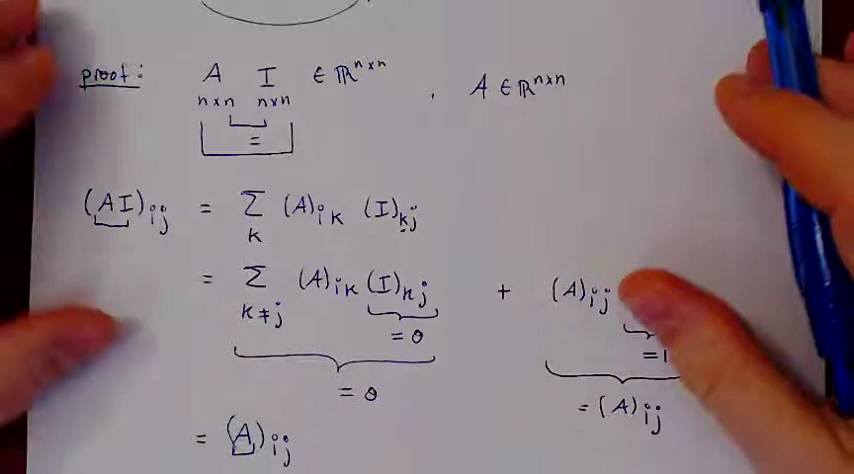 proof: A I ∈ ℝ^{n×n} , A ∈ ℝ^{n×n}
n×n n×n
=
(AI)_{ij} = Σ_k (A)_{ik} (I)_{kj}
= Σ_{k≠j} (A)_{ik} (I)_{kj} + (A)_{ij}
= 0 = 1
= 0 = (A)_{ij}
= (A)_{ij}